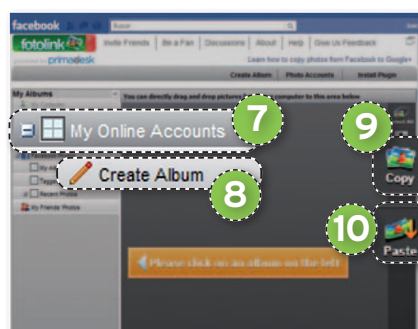 facebook
fotolink
Invite Friends | Be a Fan | Discussions | About | Help | Give Us Feedback
primadesk
Learn how to copy photos from Facebook to Google+
Create Album Photo Accounts Install Plugin
My Albums
You can directly drag and drop pictures computer to this area below
My Online Accounts
7
9
Copy
Create Album
8
My Friends Photos
10
Paste
Please click on an album on the left